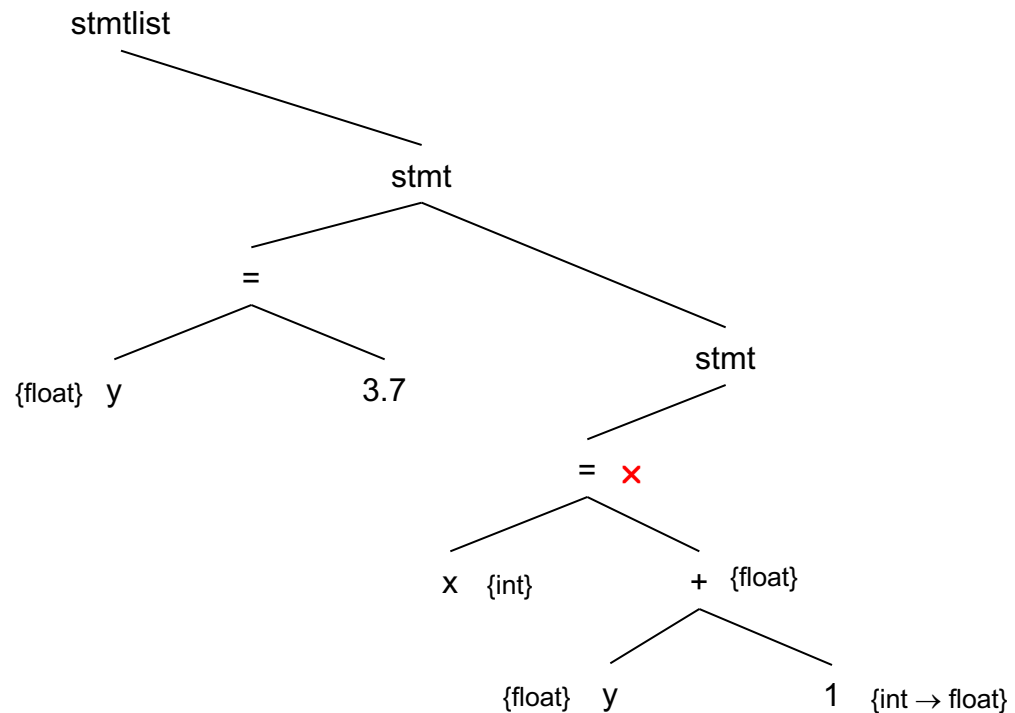 stmtlist
stmt
=
stmt
{float} y 3.7
= ×
x {int} + {float}
{float} y 1 {int → float}